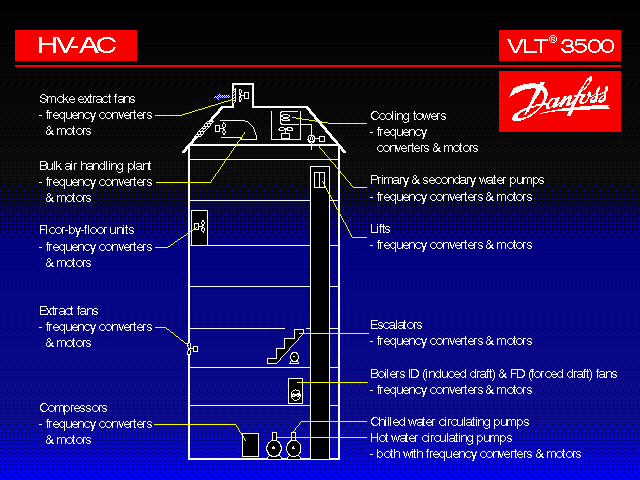 HV-AC
VLT® 3500
Danfoss
Smoke extract fans
- frequency converters
& motors
Bulk air handling plant
- frequency converters
& motors
Floor-by-floor units
- frequency converters
& motors
Extract fans
- frequency converters
& motors
Compressors
- frequency converters
& motors
Cooling towers
- frequency
converters & motors
Primary & secondary water pumps
- frequency converters & motors
Lifts
- frequency converters & motors
Escalators
- frequency converters & motors
Boilers ID (induced draft) & FD (forced draft) fans
- frequency converters & motors
Chilled water circulating pumps
Hot water circulating pumps
- both with frequency converters & motors